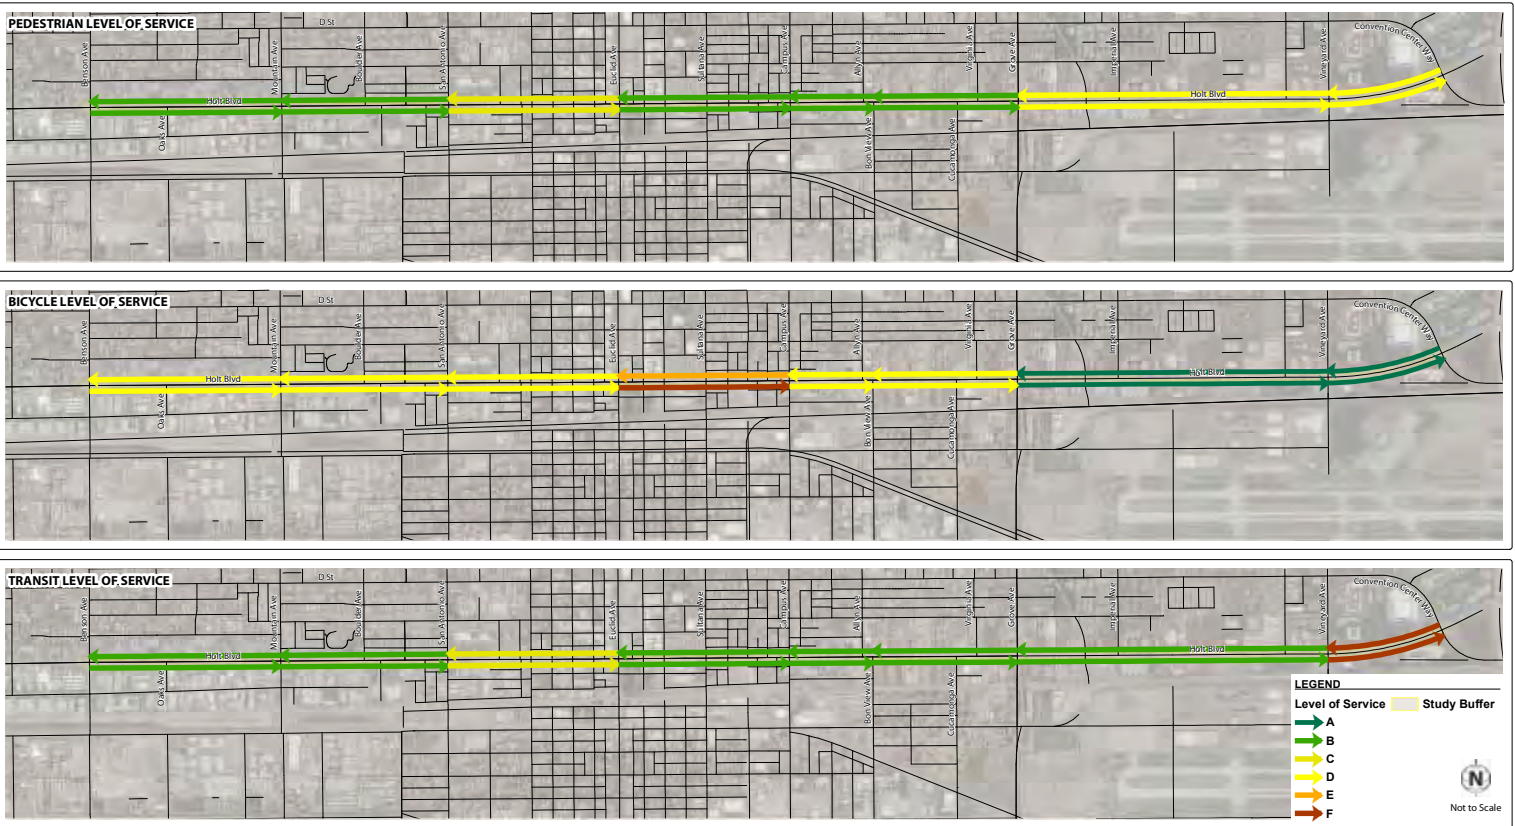 PEDESTRIAN LEVEL OF SERVICE
D St
Convention Center Way
Benson Ave
Mountain Ave
Boulder Ave
San Antonio Ave
Euclid Ave
Sultana Ave
Campus Ave
Allyn Ave
Virginia Ave
Grove Ave
Imperial Ave
Vineyard Ave
Holt Blvd
Holt Blvd
Oaks Ave
Bon View Ave
Cucamonga Ave
BICYCLE LEVEL OF SERVICE
D St
Convention Center Way
Benson Ave
Mountain Ave
Boulder Ave
San Antonio Ave
Euclid Ave
Sultana Ave
Campus Ave
Allyn Ave
Virginia Ave
Grove Ave
Imperial Ave
Vineyard Ave
Holt Blvd
Holt Blvd
Oaks Ave
Bon View Ave
Cucamonga Ave
TRANSIT LEVEL OF SERVICE
D St
Convention Center Way
Benson Ave
Mountain Ave
Boulder Ave
San Antonio Ave
Euclid Ave
Sultana Ave
Campus Ave
Allyn Ave
Virginia Ave
Grove Ave
Imperial Ave
Vineyard Ave
Holt Blvd
Holt Blvd
Oaks Ave
Bon View Ave
Cucamonga Ave
LEGEND
Level of Service Study Buffer
A
B
C
D
E
F
N
Not to Scale